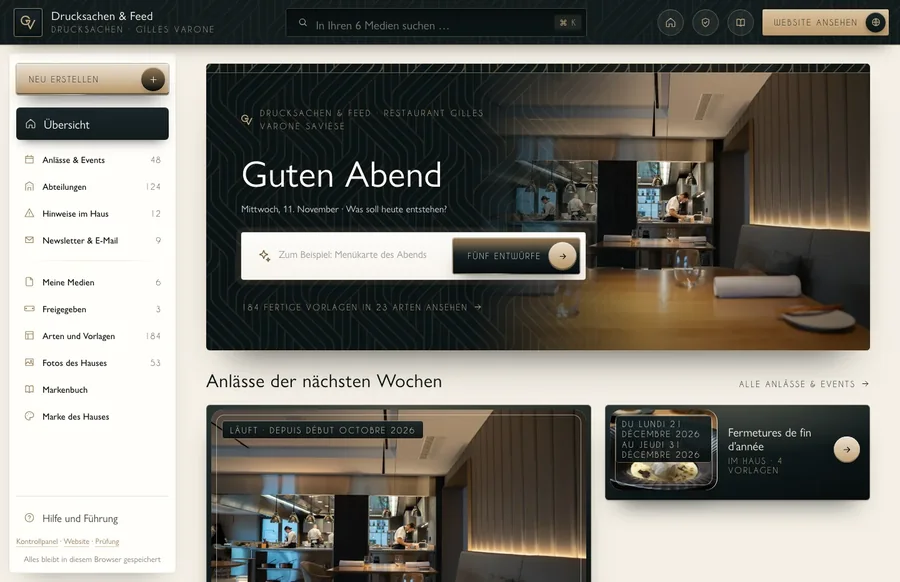 Drucksachen & Feed
DRUCKSACHEN · GILLES VARONE
In Ihren 6 Medien suchen …
⌘ K
WEBSITE ANSEHEN
NEU ERSTELLEN
Übersicht
Anlässe & Events 48
Abteilungen 124
Hinweise im Haus 12
Newsletter & E-Mail 9
Meine Medien 6
Freigegeben 3
Arten und Vorlagen 184
Fotos des Hauses 53
Markenbuch
Marke des Hauses
Hilfe und Führung
Kontrollpanel · Website · Prüfung
Alles bleibt in diesem Browser gespeichert
DRUCKSACHEN & FEED · RESTAURANT GILLES
VARONE SAVIÈSE
Guten Abend
Mittwoch, 11. November · Was soll heute entstehen?
Zum Beispiel: Menükarte des Abends
FÜNF ENTWÜRFE
184 FERTIGE VORLAGEN IN 23 ARTEN ANSEHEN
Anlässe der nächsten Wochen
ALLE ANLÄSSE & EVENTS
LÄUFT · DEPUIS DÉBUT OCTOBRE 2026
DU LUNDI 21
DÉCEMBRE 2026
AU JEUDI 31
DÉCEMBRE 2026
Fermetures de fin
d'année
IM HAUS · 4
VORLAGEN